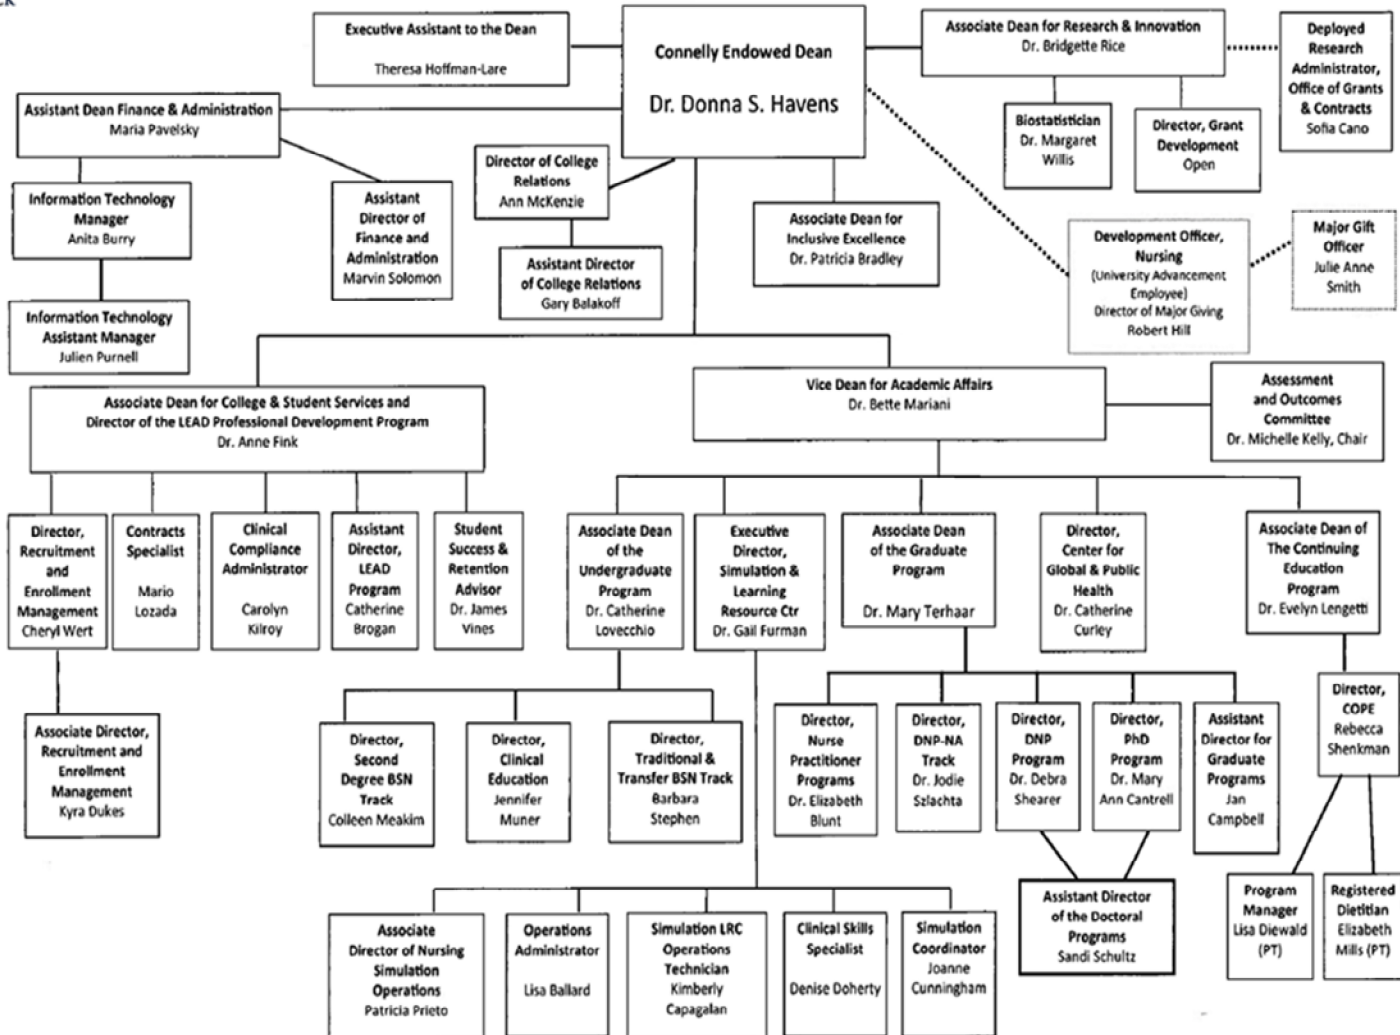 Executive Assistant to the Dean
Theresa Hoffman-Lare
Connelly Endowed Dean
Dr. Donna S. Havens
Associate Dean for Research & Innovation
Dr. Bridgette Rice
Deployed
Research
Administrator,
Office of Grants
& Contracts
Sofia Cano
Assistant Dean Finance & Administration
Maria Pavelsky
Biostatistician
Dr. Margaret
Willis
Director, Grant
Development
Open
Information Technology
Manager
Anita Burry
Assistant
Director of
Finance and
Administration
Marvin Solomon
Director of College
Relations
Ann McKenzie
Assistant Director
of College Relations
Gary Balakoff
Associate Dean for
Inclusive Excellence
Dr. Patricia Bradley
Development Officer,
Nursing
(University Advancement
Employee)
Director of Major Giving
Robert Hill
Major Gift
Officer
Julie Anne
Smith
Information Technology
Assistant Manager
Julien Purnell
Associate Dean for College & Student Services and
Director of the LEAD Professional Development Program
Dr. Anne Fink
Vice Dean for Academic Affairs
Dr. Bette Mariani
Assessment
and Outcomes
Committee
Dr. Michelle Kelly, Chair
Director,
Recruitment
and
Enrollment
Management
Cheryl Wert
Contracts
Specialist
Mario
Lozada
Clinical
Compliance
Administrator
Carolyn
Kilroy
Assistant
Director,
LEAD
Program
Catherine
Brogan
Student
Success &
Retention
Advisor
Dr. James
Vines
Associate Dean
of the
Undergraduate
Program
Dr. Catherine
Lovecchio
Executive
Director,
Simulation &
Learning
Resource Ctr
Dr. Gail Furman
Associate Dean
of the Graduate
Program
Dr. Mary Terhaar
Director,
Center for
Global & Public
Health
Dr. Catherine
Curley
Associate Dean of
The Continuing
Education
Program
Dr. Evelyn Lengetti
Associate Director,
Recruitment and
Enrollment
Management
Kyra Dukes
Director,
Second
Degree BSN
Track
Colleen Meakim
Director,
Clinical
Education
Jennifer
Muner
Director,
Traditional &
Transfer BSN Track
Barbara
Stephen
Director,
Nurse
Practitioner
Programs
Dr. Elizabeth
Blunt
Director,
DNP-NA
Track
Dr. Jodie
Szlachta
Director,
DNP
Program
Dr. Debra
Shearer
Director,
PhD
Program
Dr. Mary
Ann Cantrell
Assistant
Director for
Graduate
Programs
Jan
Campbell
Director,
COPE
Rebecca
Shenkman
Associate
Director of Nursing
Simulation
Operations
Patricia Prieto
Operations
Administrator
Lisa Ballard
Simulation LRC
Operations
Technician
Kimberly
Capagalan
Clinical Skills
Specialist
Denise Doherty
Simulation
Coordinator
Joanne
Cunningham
Assistant Director
of the Doctoral
Programs
Sandi Schultz
Program
Manager
Lisa Diewald
(PT)
Registered
Dietitian
Elizabeth
Mills (PT)